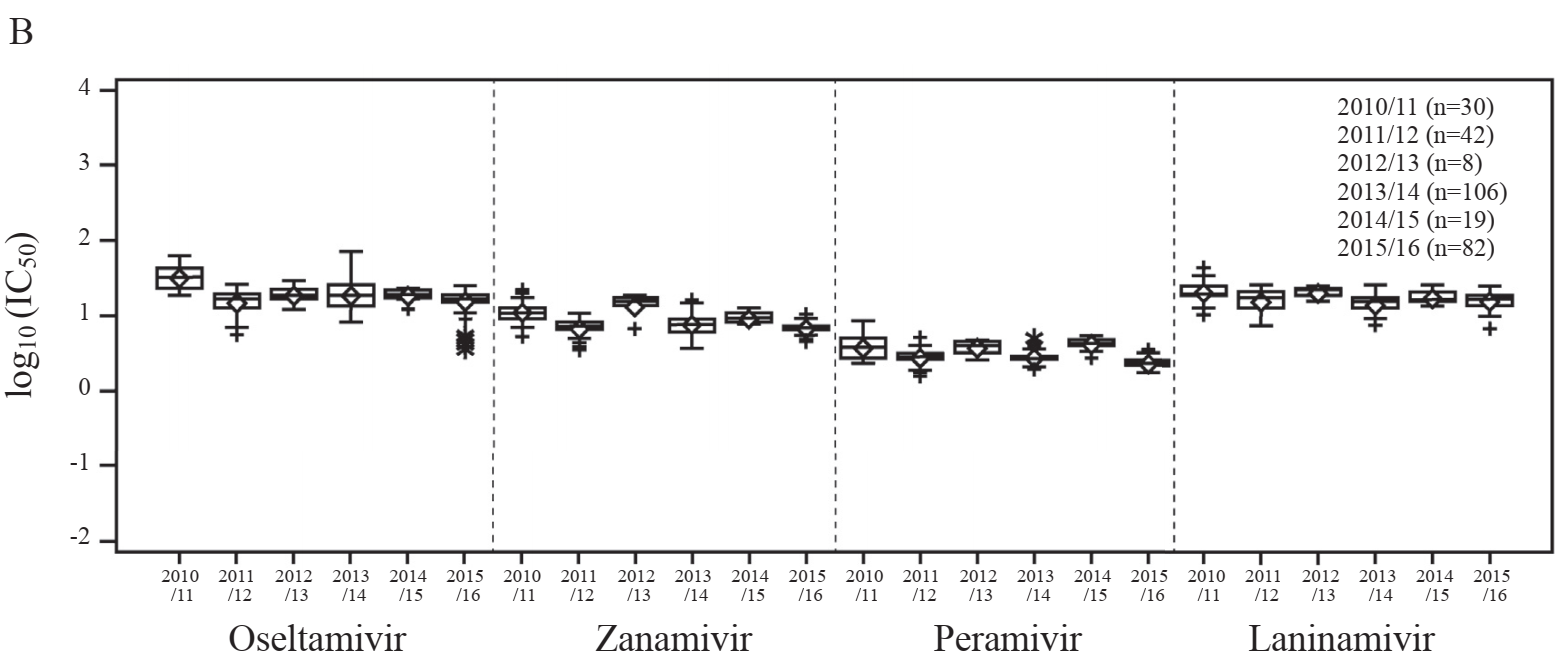 B
log10 (IC50)
4
3
2
1
0
-1
-2
2010/11 (n=30)
2011/12 (n=42)
2012/13 (n=8)
2013/14 (n=106)
2014/15 (n=19)
2015/16 (n=82)
2010 2011 2012 2013 2014 2015 2010 2011 2012 2013 2014 2015 2010 2011 2012 2013 2014 2015 2010 2011 2012 2013 2014 2015
/11 /12 /13 /14 /15 /16 /11 /12 /13 /14 /15 /16 /11 /12 /13 /14 /15 /16 /11 /12 /13 /14 /15 /16
Oseltamivir Zanamivir Peramivir Laninamivir